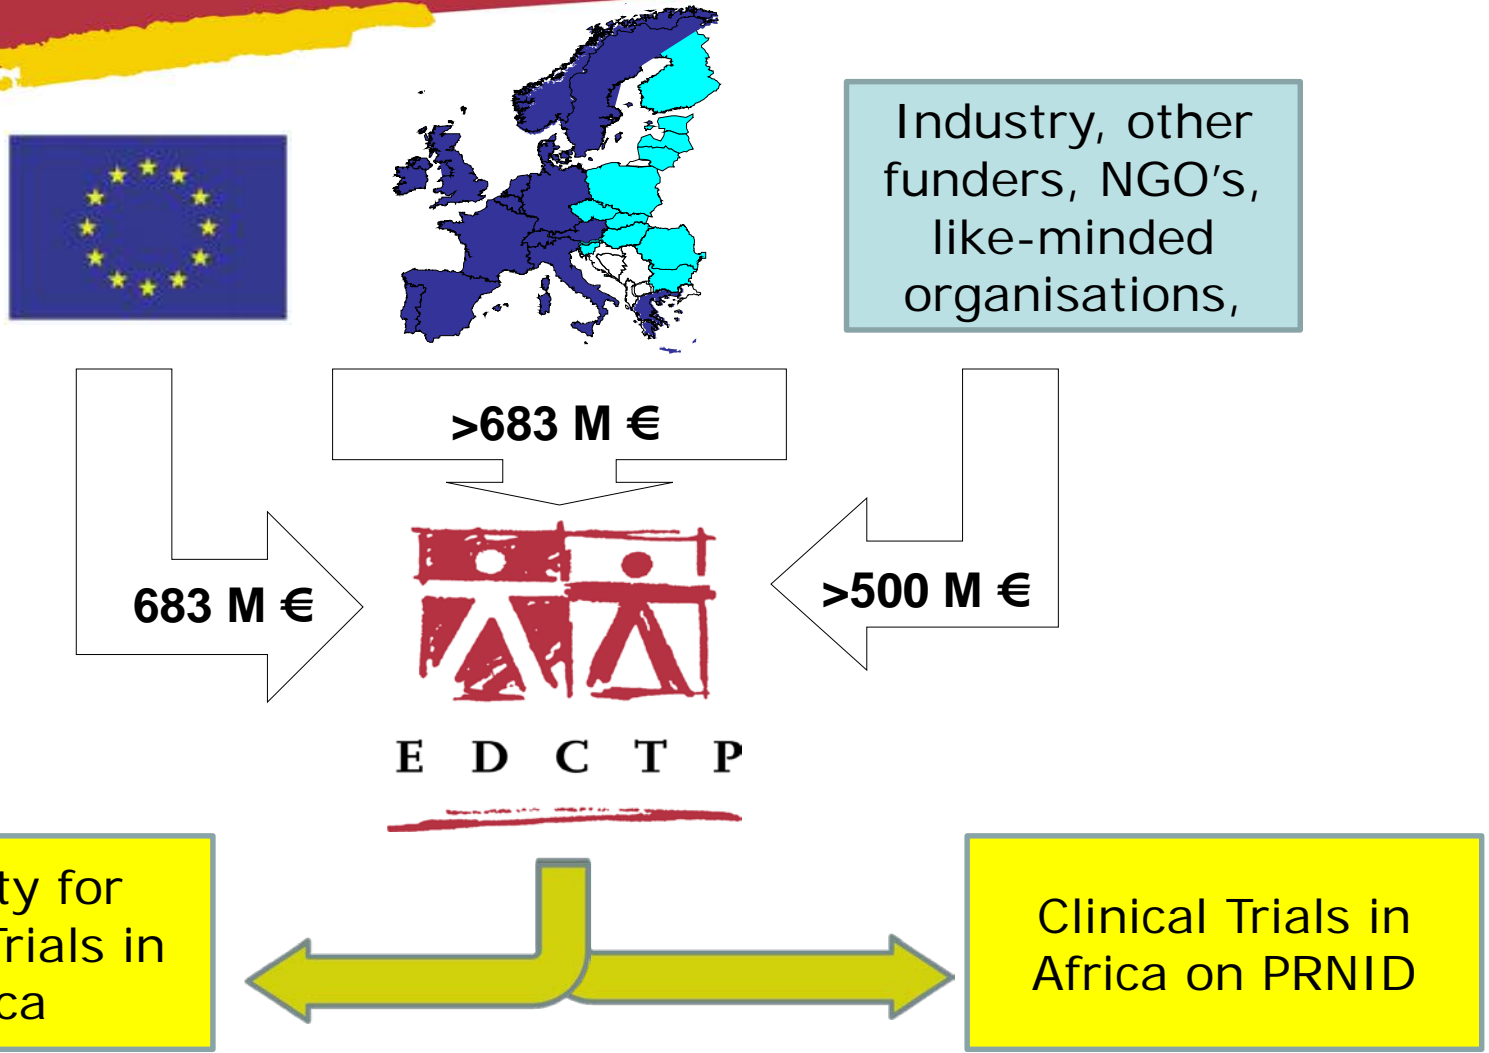 Industry, other
funders, NGO's,
like-minded
organisations,
>683 M €
683 M €
>500 M €
E D C T P
ty for
Trials in
ca
Clinical Trials in
Africa on PRNID